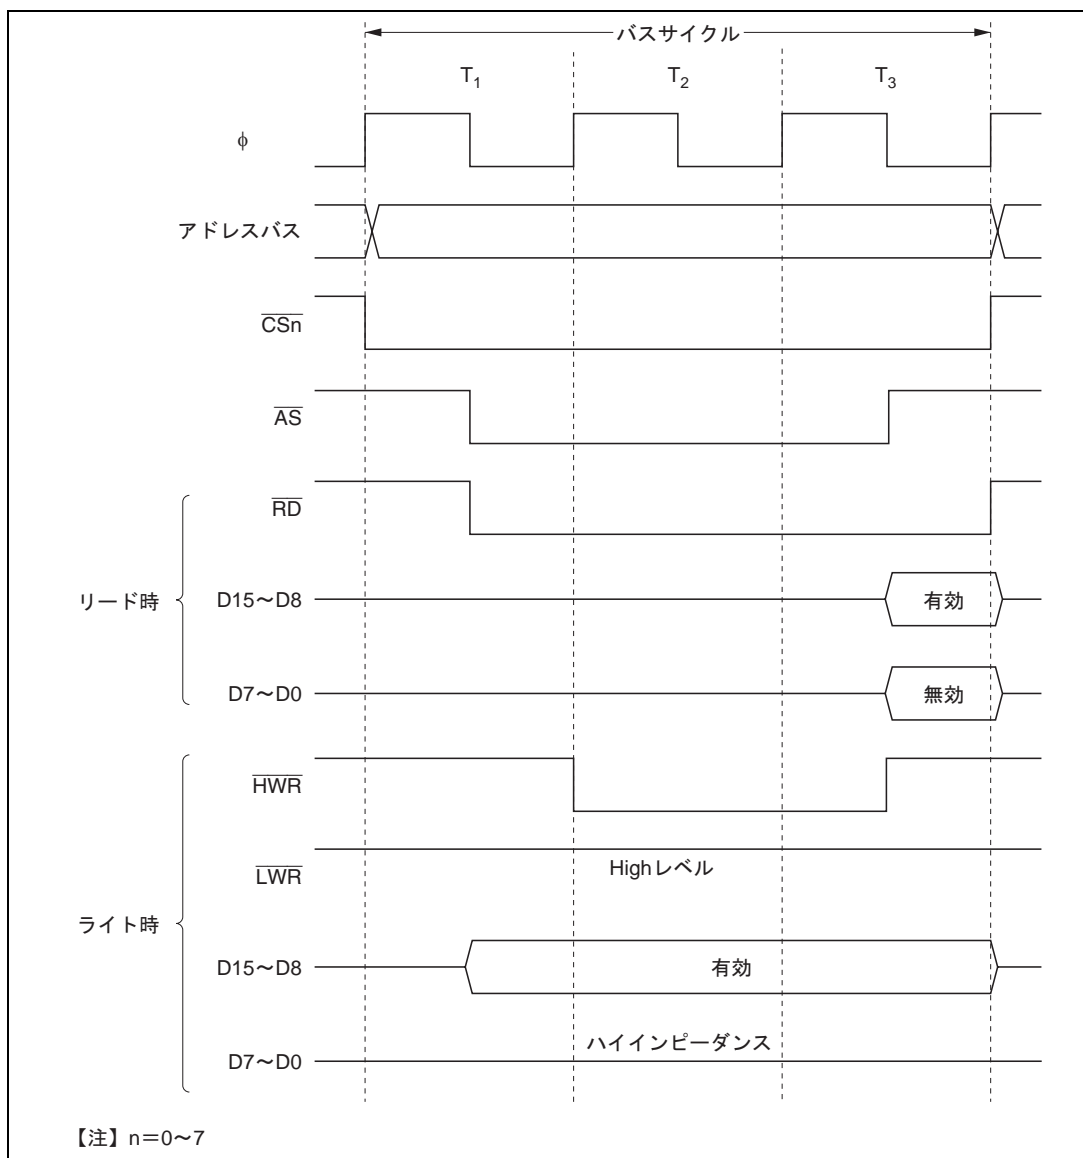 バスサイクル
T1 T2 T3
φ
アドレスバス
CSn
AS
RD
リード時
D15～D8 有効
D7～D0 無効
HWR
LWR Highレベル
ライト時
D15～D8 有効
D7～D0 ハイインピーダンス
【注】n＝0～7